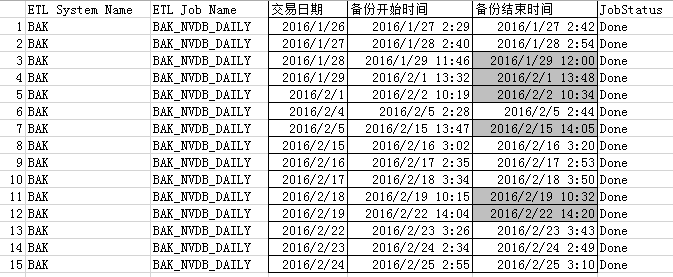 ETL System Name ETL Job Name 交易日期 备份开始时间 备份结束时间 JobStatus
1 BAK BAK_NVDB_DAILY 2016/1/26 2016/1/27 2:29 2016/1/27 2:42 Done
2 BAK BAK_NVDB_DAILY 2016/1/27 2016/1/28 2:40 2016/1/28 2:54 Done
3 BAK BAK_NVDB_DAILY 2016/1/28 2016/1/29 11:46 2016/1/29 12:00 Done
4 BAK BAK_NVDB_DAILY 2016/1/29 2016/2/1 13:32 2016/2/1 13:48 Done
5 BAK BAK_NVDB_DAILY 2016/2/1 2016/2/2 10:19 2016/2/2 10:34 Done
6 BAK BAK_NVDB_DAILY 2016/2/4 2016/2/5 2:28 2016/2/5 2:44 Done
7 BAK BAK_NVDB_DAILY 2016/2/5 2016/2/15 13:47 2016/2/15 14:05 Done
8 BAK BAK_NVDB_DAILY 2016/2/15 2016/2/16 3:02 2016/2/16 3:20 Done
9 BAK BAK_NVDB_DAILY 2016/2/16 2016/2/17 2:35 2016/2/17 2:53 Done
10 BAK BAK_NVDB_DAILY 2016/2/17 2016/2/18 3:34 2016/2/18 3:50 Done
11 BAK BAK_NVDB_DAILY 2016/2/18 2016/2/19 10:15 2016/2/19 10:32 Done
12 BAK BAK_NVDB_DAILY 2016/2/19 2016/2/22 14:04 2016/2/22 14:20 Done
13 BAK BAK_NVDB_DAILY 2016/2/22 2016/2/23 3:26 2016/2/23 3:43 Done
14 BAK BAK_NVDB_DAILY 2016/2/23 2016/2/24 2:34 2016/2/24 2:49 Done
15 BAK BAK_NVDB_DAILY 2016/2/24 2016/2/25 2:55 2016/2/25 3:10 Done